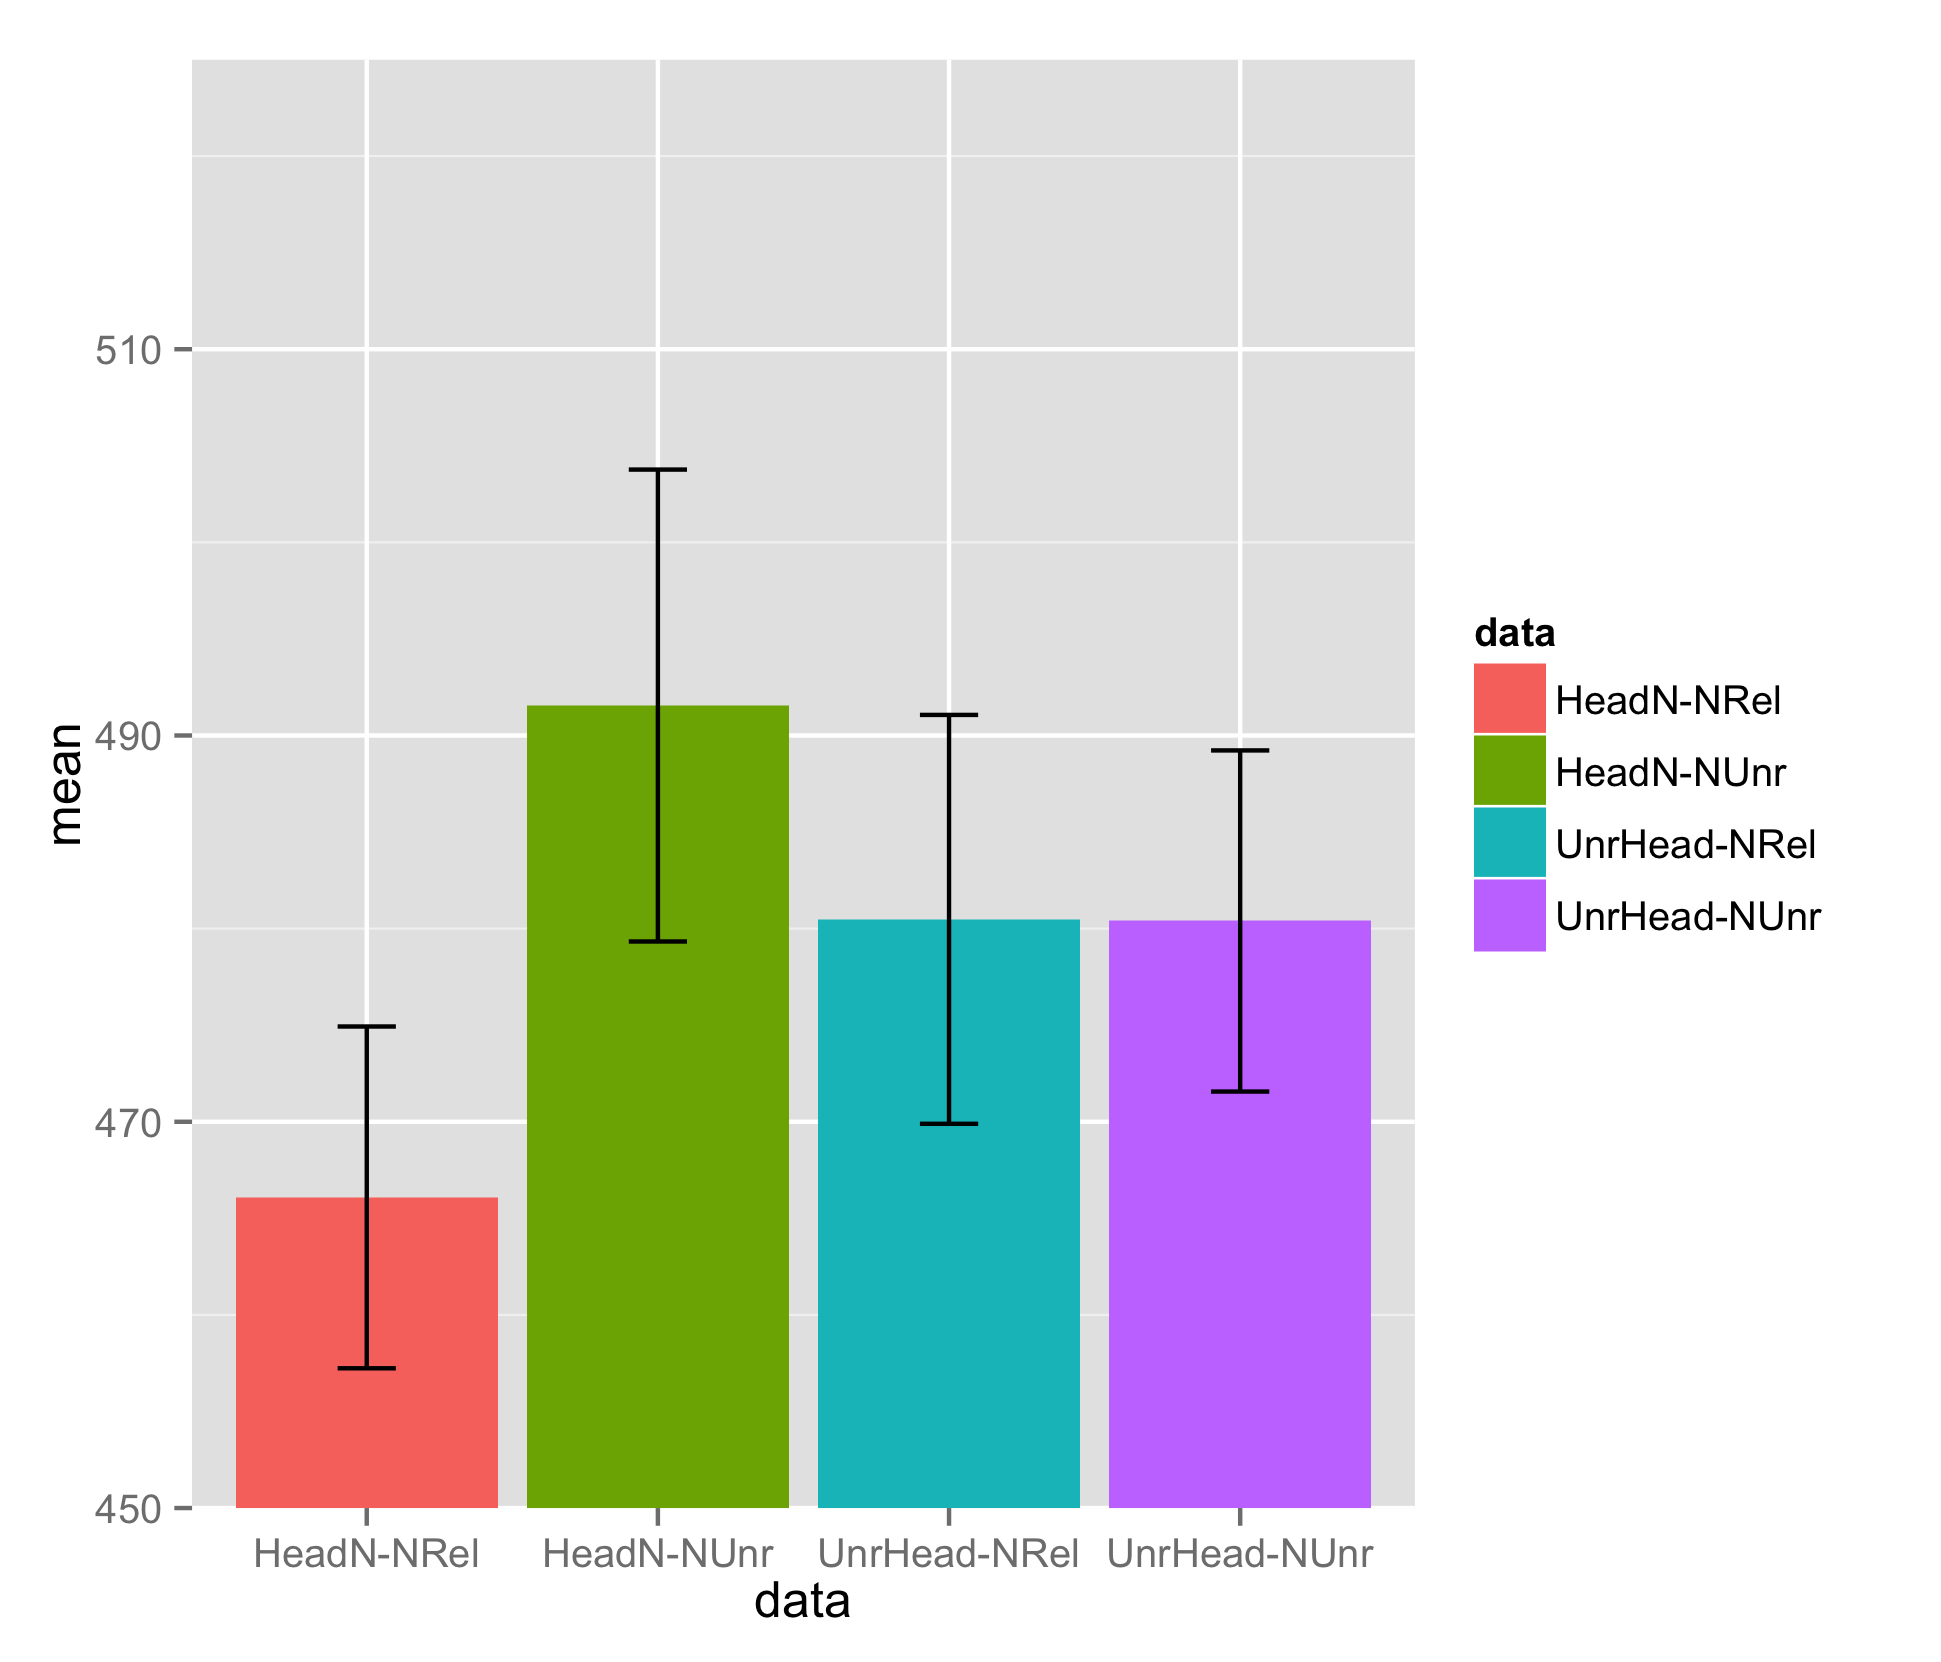 mean
510
490
470
450
HeadN-NRel HeadN-NUnr UnrHead-NRel UnrHead-NUnr
data
data
HeadN-NRel
HeadN-NUnr
UnrHead-NRel
UnrHead-NUnr